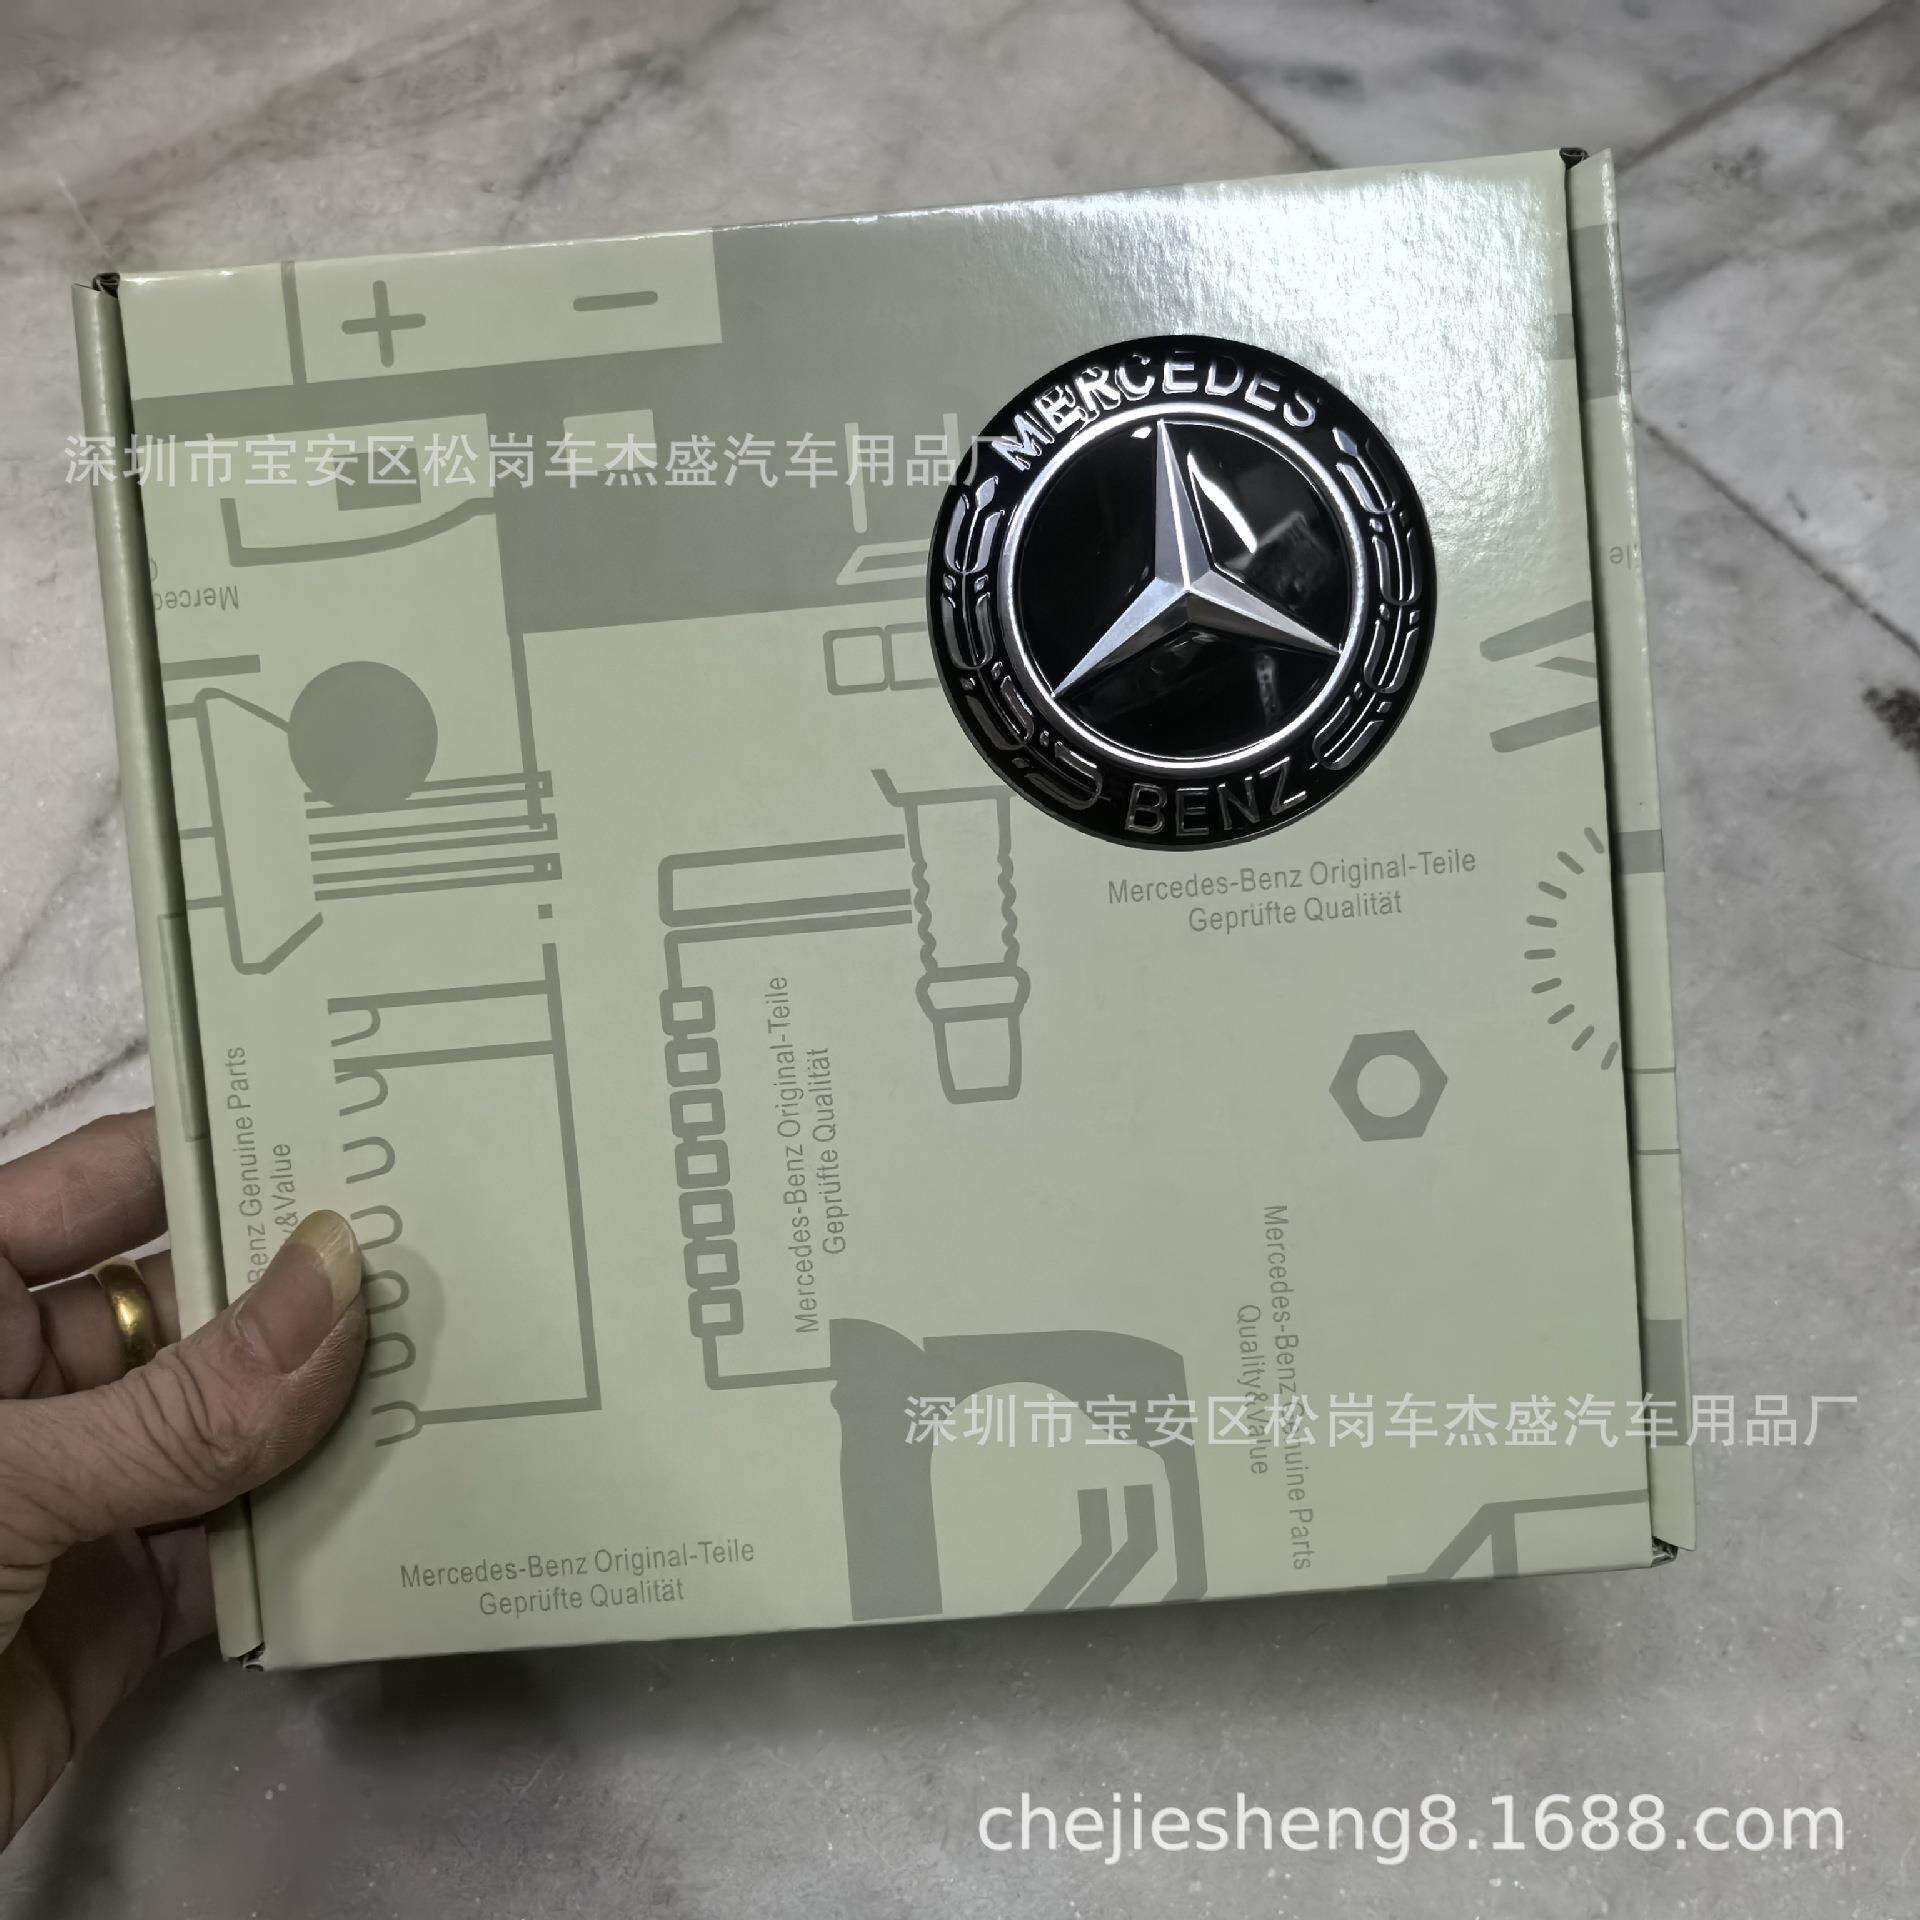 深圳市宝安区松岗车杰盛汽车用品厂
MERCEDES
BENZ
Merced
Mercedes-Benz Original-Teile
Geprüfte Qualität
Benz Genuine Parts
y&Value
Mercedes-Benz Original-Teile
Geprüfte Qualität
Mercedes-Benz Genuine Parts
Quality&Value
深圳市宝安区松岗车杰盛汽车用品厂
Mercedes-Benz Original-Teile
Geprüfte Qualität
chejiesheng8.1688.com